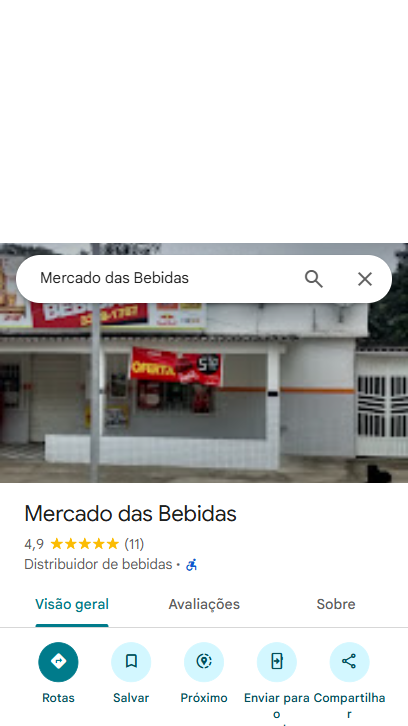 Mercado das Bebidas
OFERTA
Mercado das Bebidas
4,9 (11)
Distribuidor de bebidas ·
Visão geral Avaliações Sobre
Rotas Salvar Próximo Enviar para o Compartilhar